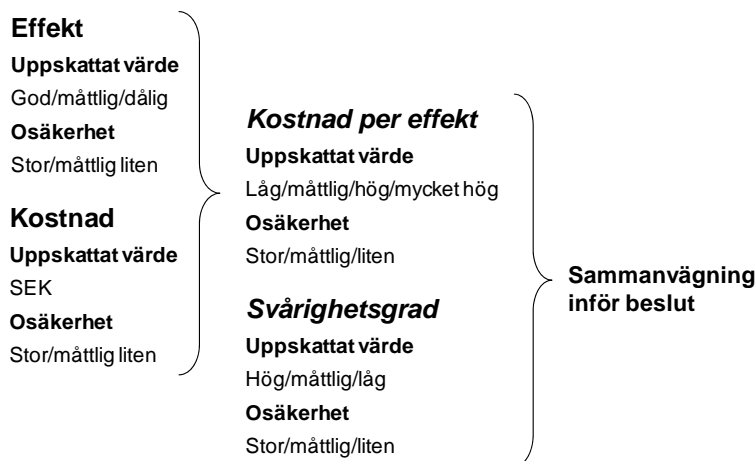 Effekt
Uppskattat värde
God/måttlig/dålig
Osäkerhet
Stor/måttlig liten
Kostnad
Uppskattat värde
SEK
Osäkerhet
Stor/måttlig liten
Kostnad per effekt
Uppskattat värde
Låg/måttlig/hög/mycket hög
Osäkerhet
Stor/måttlig/liten
Svårighetsgrad
Uppskattat värde
Hög/måttlig/låg
Osäkerhet
Stor/måttlig/liten
Sammanvägning
inför beslut